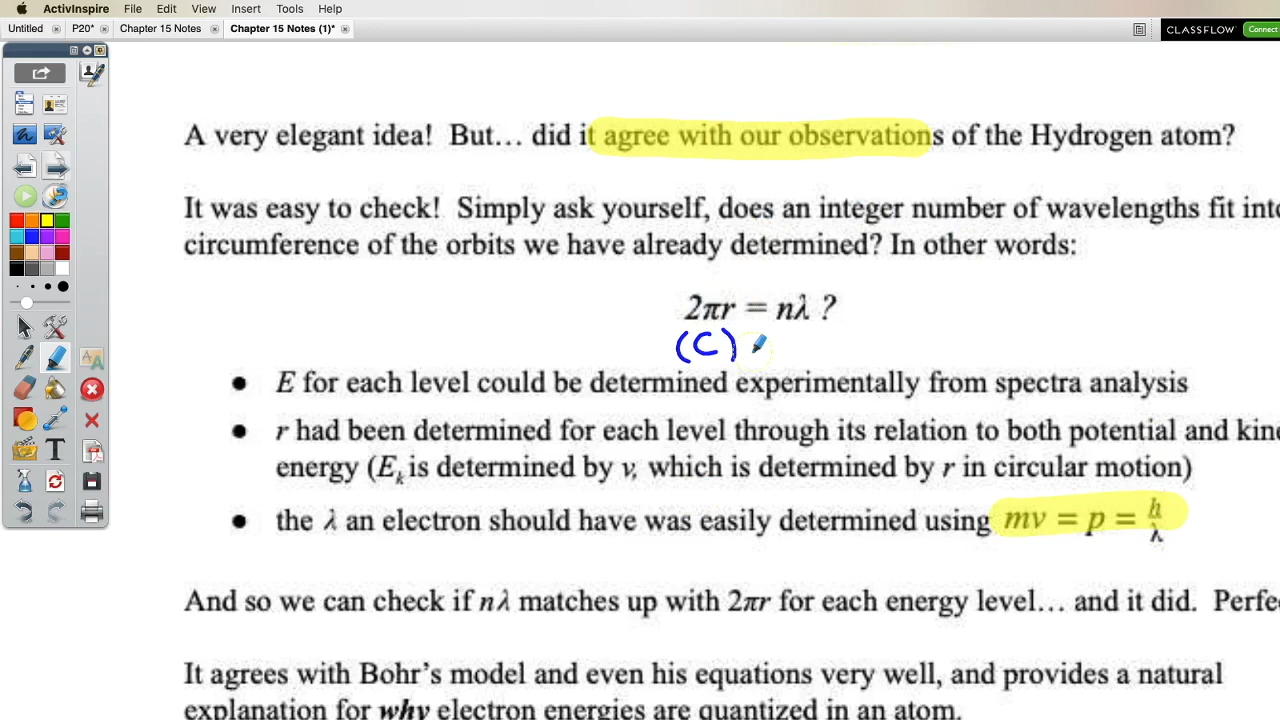 ActivInspire File Edit View Insert Tools Help
Untitled P20* Chapter 15 Notes Chapter 15 Notes (1)*
CLASSFLOW Connect
A very elegant idea! But… did it agree with our observations of the Hydrogen atom?
It was easy to check! Simply ask yourself, does an integer number of wavelengths fit into
circumference of the orbits we have already determined? In other words:
2πr = nλ ?
(C)
● E for each level could be determined experimentally from spectra analysis
● r had been determined for each level through its relation to both potential and kine
energy (Eₖ is determined by v, which is determined by r in circular motion)
● the λ an electron should have was easily determined using mv = p = h/λ
And so we can check if nλ matches up with 2πr for each energy level… and it did. Perfe
It agrees with Bohr's model and even his equations very well, and provides a natural
explanation for why electron energies are quantized in an atom.